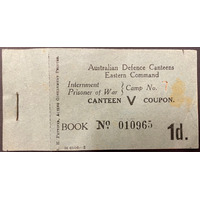 Australian Defence Canteens
Eastern Command
Internment
Prisoner of War } Camp No.
CANTEEN V COUPON.
BOOK No 010965
1d.